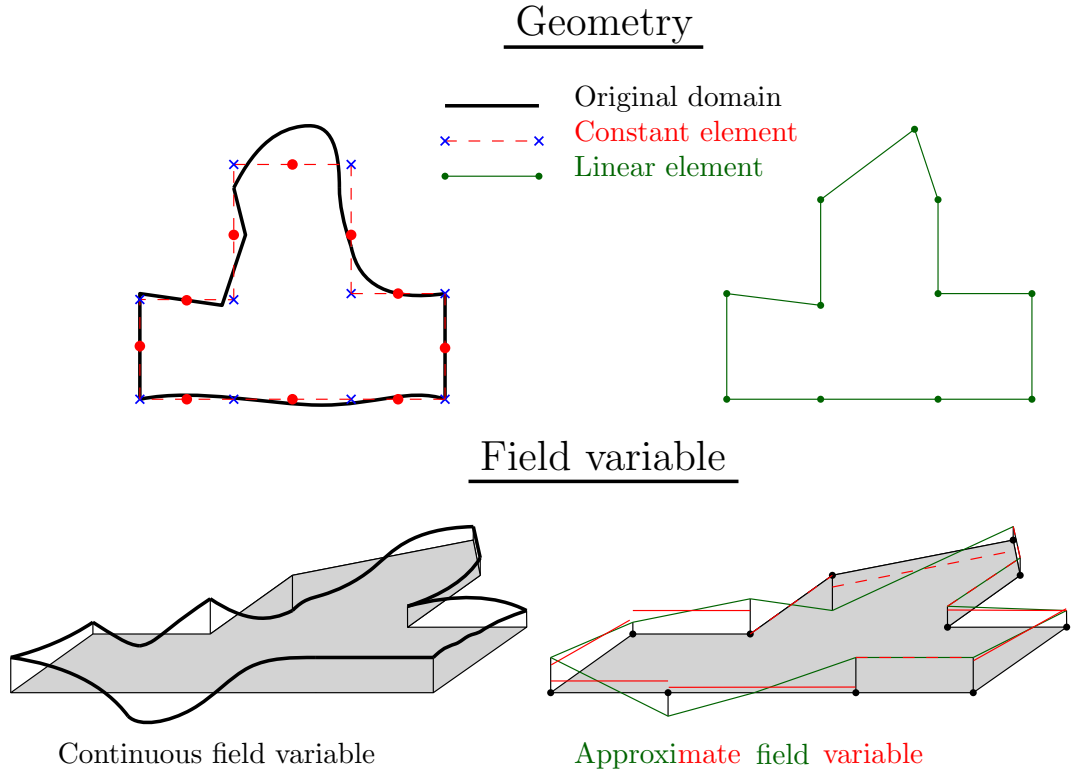 Geometry
Original domain
Constant element
Linear element
Field variable
Continuous field variable
Approximate field variable